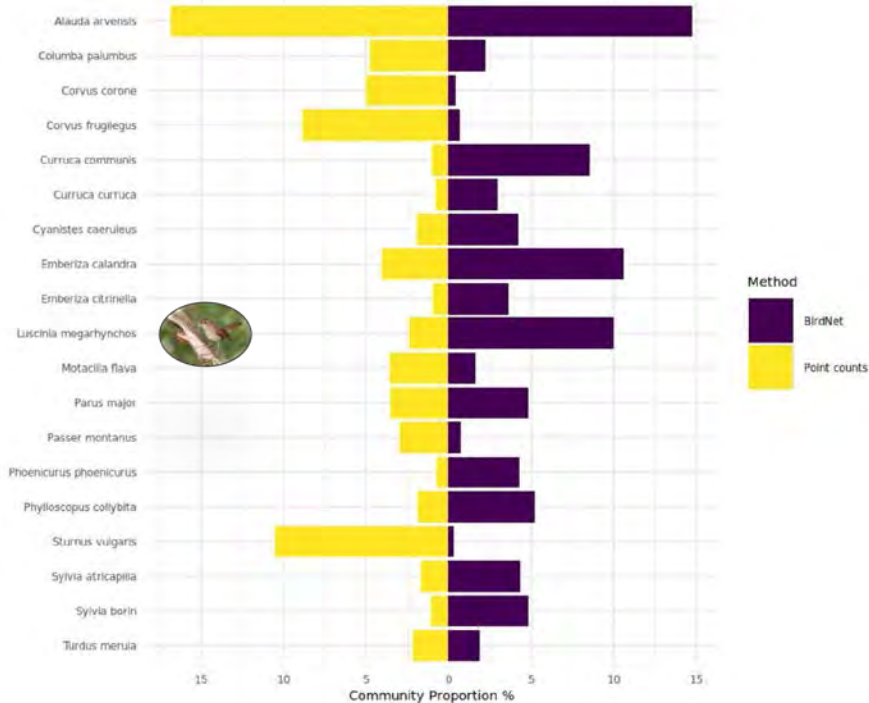 Alauda arvensis
Columba palumbus
Corvus corone
Corvus frugilegus
Curruca communis
Curruca curruca
Cyanistes caeruleus
Emberiza calandra
Emberiza citrinella
Luscinia megarhynchos
Motacilla flava
Parus major
Passer montanus
Phoenicurus phoenicurus
Phylloscopus collybita
Sturnus vulgaris
Sylvia atricapilla
Sylvia borin
Turdus merula
Method
BirdNet
Point counts
15 10 5 0 5 10 15
Community Proportion %